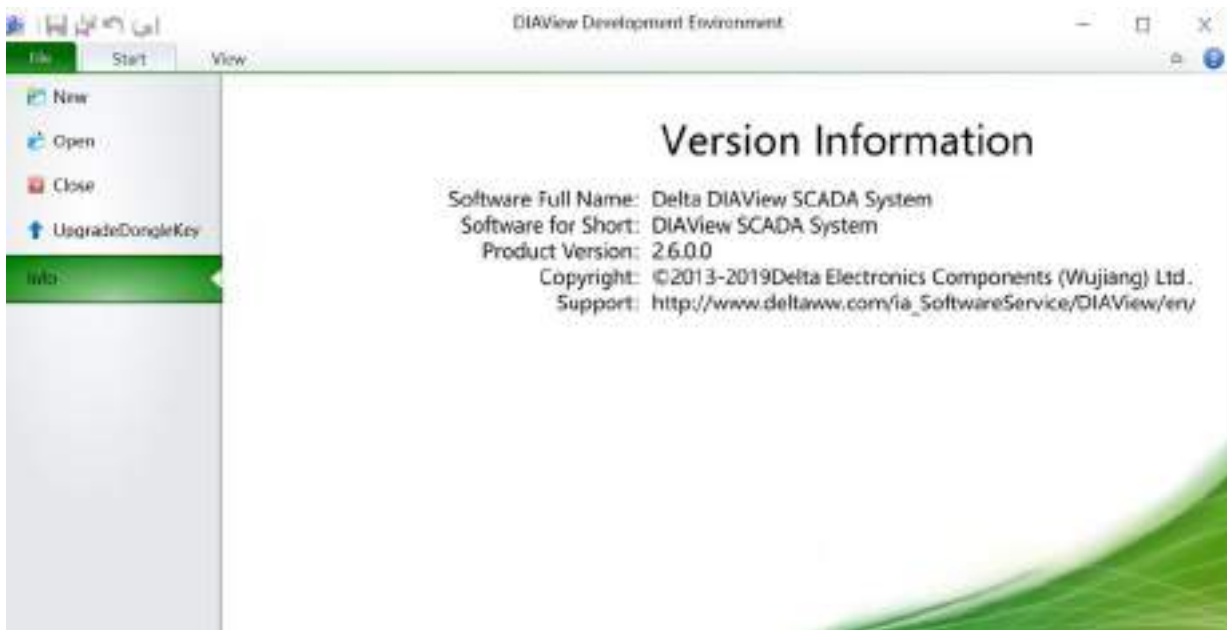 DIAView Development Environment
File Start View
New
Open
Close
UpgradeDongleKey
Info
Version Information
Software Full Name: Delta DIAView SCADA System
Software for Short: DIAView SCADA System
Product Version: 2.6.0.0
Copyright: ©2013-2019Delta Electronics Components (Wujiang) Ltd.
Support: http://www.deltaww.com/ia_SoftwareService/DIAView/en/